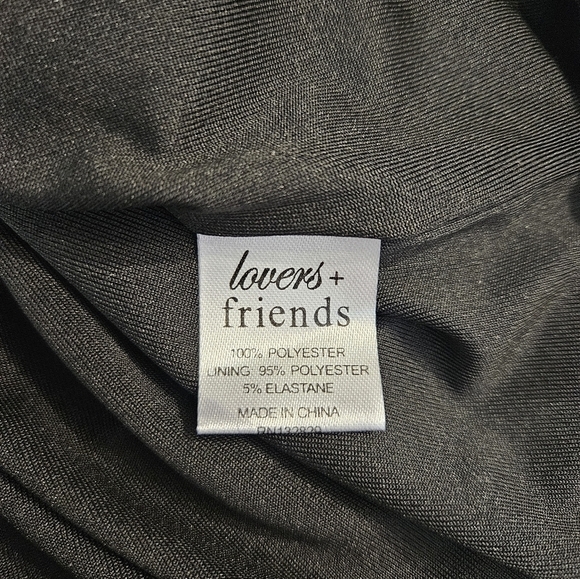 lovers +
friends
100% POLYESTER
LINING: 95% POLYESTER
5% ELASTANE
MADE IN CHINA